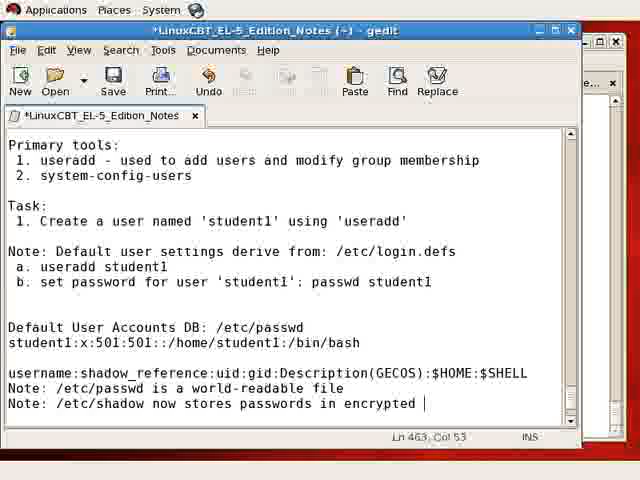 Applications Places System
*LinuxCBT_EL-5_Edition_Notes (~) - gedit
File Edit View Search Tools Documents Help
New Open Save Print... Undo Paste Find Replace
*LinuxCBT_EL-5_Edition_Notes
e...
Primary tools:
1. useradd - used to add users and modify group membership
2. system-config-users
Task:
1. Create a user named 'student1' using 'useradd'
Note: Default user settings derive from: /etc/login.defs
a. useradd student1
b. set password for user 'student1': passwd student1
Default User Accounts DB: /etc/passwd
student1:x:501:501::/home/student1:/bin/bash
username:shadow_reference:uid:gid:Description(GECOS):$HOME:$SHELL
Note: /etc/passwd is a world-readable file
Note: /etc/shadow now stores passwords in encrypted
Ln 463, Col 53 INS